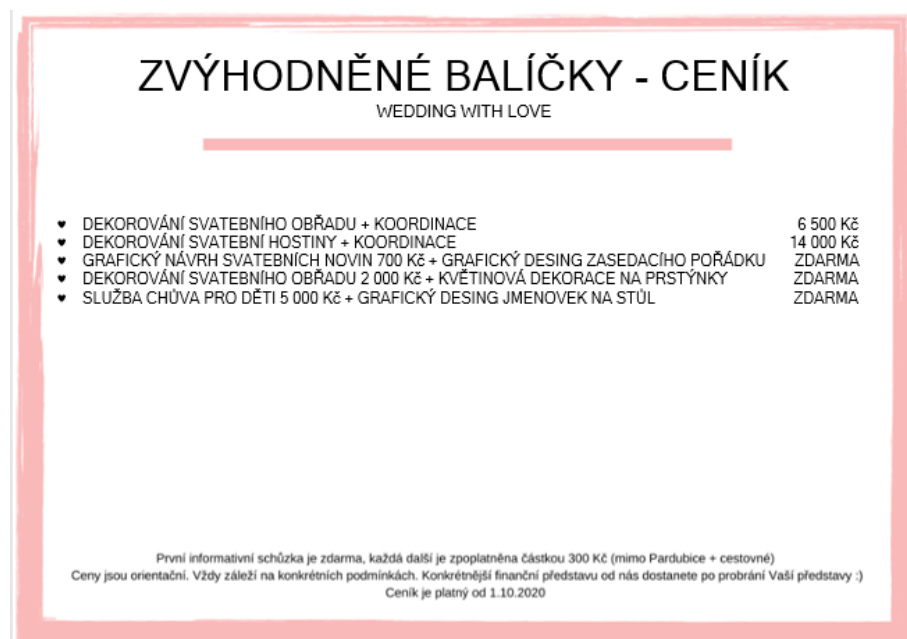 ZVÝHODNĚNÉ BALÍČKY - CENÍK
WEDDING WITH LOVE
♥ DEKOROVÁNÍ SVATEBNÍHO OBŘADU + KOORDINACE 6 500 Kč
♥ DEKOROVÁNÍ SVATEBNÍ HOSTINY + KOORDINACE 14 000 Kč
♥ GRAFICKÝ NÁVRH SVATEBNÍCH NOVIN 700 Kč + GRAFICKÝ DESING ZASEDACÍHO POŘÁDKU ZDARMA
♥ DEKOROVÁNÍ SVATEBNÍHO OBŘADU 2 000 Kč + KVĚTINOVÁ DEKORACE NA PRSTÝNKY ZDARMA
♥ SLUŽBA CHŮVA PRO DĚTI 5 000 Kč + GRAFICKÝ DESING JMENOVEK NA STŮL ZDARMA
První informativní schůzka je zdarma, každá další je zpoplatněna částkou 300 KČ (mimo Pardubice + cestovné)
Ceny jsou orientační. Vždy záleží na konkrétních podmínkách. Konkrétnější finanční představu od nás dostanete po probrání Vaší představy :)
Ceník je platný od 1.10.2020